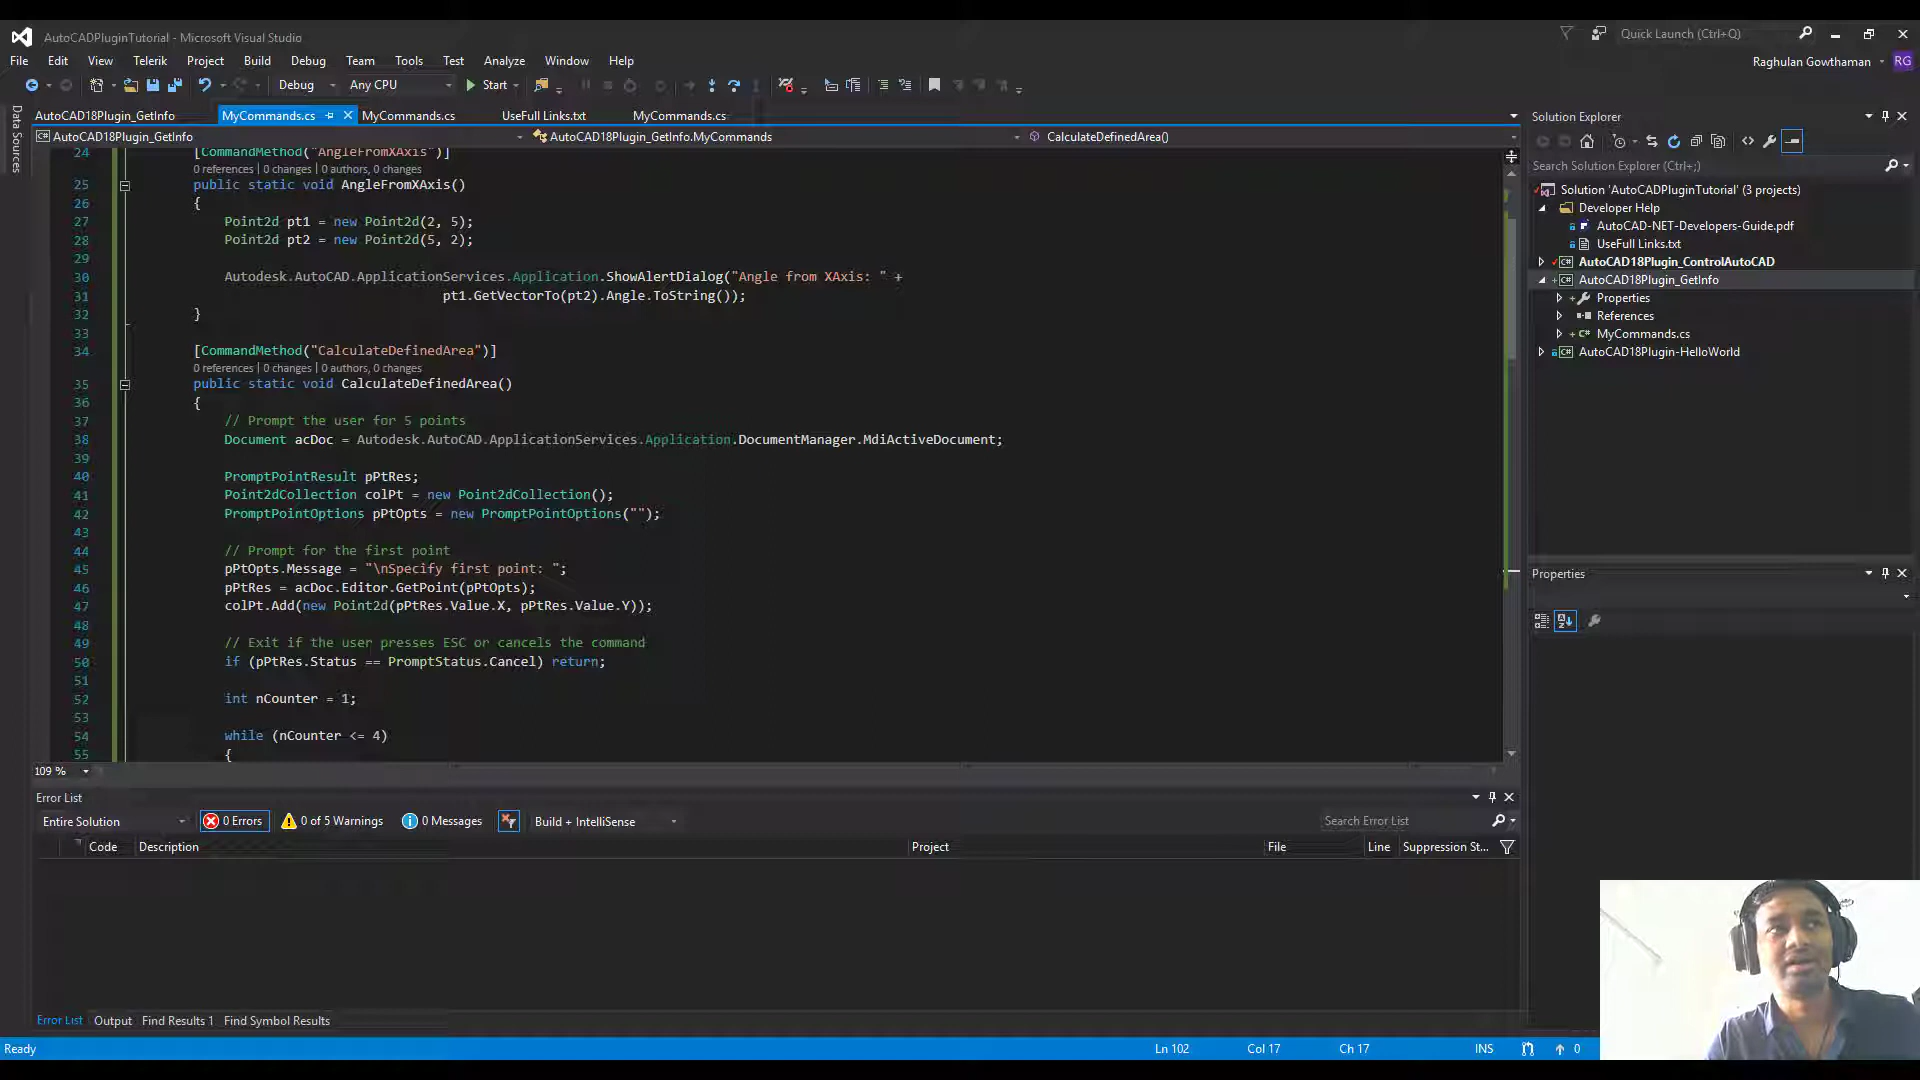 AutoCADPluginTutorial - Microsoft Visual Studio
Quick Launch (Ctrl+Q)
File Edit View Telerik Project Build Debug Team Tools Test Analyze Window Help
Raghulan Gowthaman RG
Debug Any CPU Start
Data Sources
AutoCAD18Plugin_GetInfo MyCommands.cs MyCommands.cs UseFull Links.txt MyCommands.cs
AutoCAD18Plugin_GetInfo AutoCAD18Plugin_GetInfo.MyCommands CalculateDefinedArea()
24 [CommandMethod("AngleFromXAxis")]
0 references | 0 changes | 0 authors, 0 changes
25 public static void AngleFromXAxis()
26 {
27 Point2d pt1 = new Point2d(2, 5);
28 Point2d pt2 = new Point2d(5, 2);
29
30 Autodesk.AutoCAD.ApplicationServices.Application.ShowAlertDialog("Angle from XAxis: " +
31 pt1.GetVectorTo(pt2).Angle.ToString());
32 }
33
34 [CommandMethod("CalculateDefinedArea")]
0 references | 0 changes | 0 authors, 0 changes
35 public static void CalculateDefinedArea()
36 {
37 // Prompt the user for 5 points
38 Document acDoc = Autodesk.AutoCAD.ApplicationServices.Application.DocumentManager.MdiActiveDocument;
39
40 PromptPointResult pPtRes;
41 Point2dCollection colPt = new Point2dCollection();
42 PromptPointOptions pPtOpts = new PromptPointOptions("");
43
44 // Prompt for the first point
45 pPtOpts.Message = "\nSpecify first point: ";
46 pPtRes = acDoc.Editor.GetPoint(pPtOpts);
47 colPt.Add(new Point2d(pPtRes.Value.X, pPtRes.Value.Y));
48
49 // Exit if the user presses ESC or cancels the command
50 if (pPtRes.Status == PromptStatus.Cancel) return;
51
52 int nCounter = 1;
53
54 while (nCounter <= 4)
55 {
109 %
Solution Explorer
Search Solution Explorer (Ctrl+;)
Solution 'AutoCADPluginTutorial' (3 projects)
Developer Help
AutoCAD-NET-Developers-Guide.pdf
UseFull Links.txt
AutoCAD18Plugin_ControlAutoCAD
AutoCAD18Plugin_GetInfo
Properties
References
MyCommands.cs
AutoCAD18Plugin-HelloWorld
Properties
Error List
Entire Solution 0 Errors 0 of 5 Warnings 0 Messages Build + IntelliSense Search Error List
Code Description Project File Line Suppression St...
Error List Output Find Results 1 Find Symbol Results
Ready Ln 102 Col 17 Ch 17 INS 0